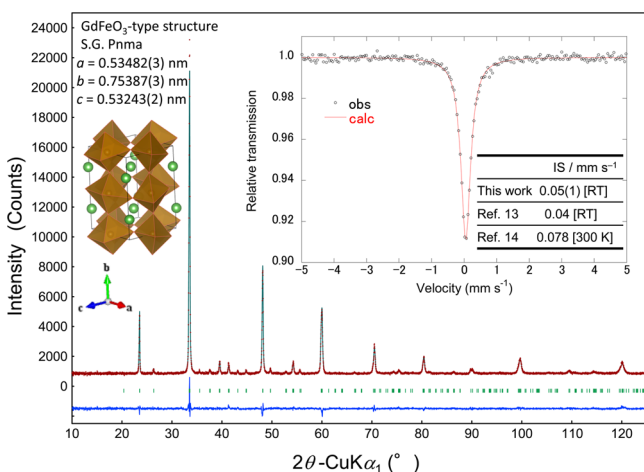 GdFeO₃-type structure
S.G. Pnma
a = 0.53482(3) nm
b = 0.75387(3) nm
c = 0.53243(2) nm
b
c
a
Intensity (Counts)
24000
22000
20000
18000
16000
14000
12000
10000
8000
6000
4000
2000
0
10 20 30 40 50 60 70 80 90 100 110 120
2θ-CuKα₁ (°)
Relative transmission
1.0
0.98
0.96
0.94
0.92
0.90
-5 -4 -3 -2 -1 0 1 2 3 4 5
Velocity (mm s⁻¹)
obs
calc
IS / mm s⁻¹
This work 0.05(1) [RT]
Ref. 13 0.04 [RT]
Ref. 14 0.078 [300 K]